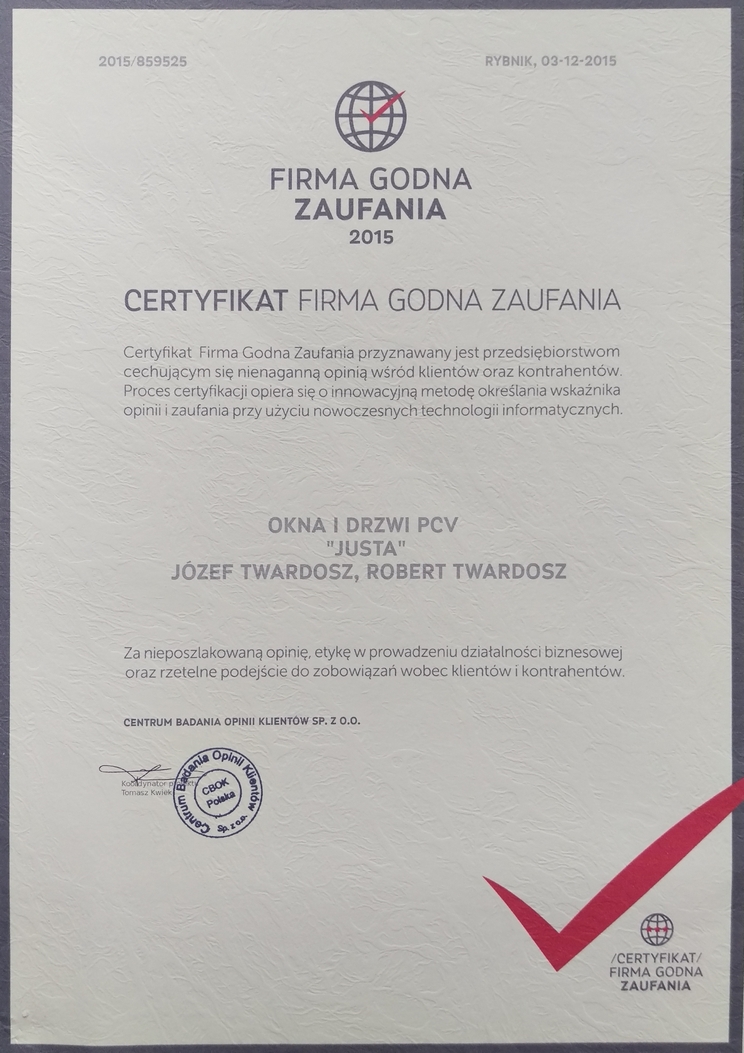 2015/859525
RYBNIK, 03-12-2015
FIRMA GODNA
ZAUFANIA
2015
CERTYFIKAT FIRMA GODNA ZAUFANIA
Certyfikat Firma Godna Zaufania przyznawany jest przedsiębiorstwom
cechującym się nienaganną opinią wśród klientów oraz kontrahentów.
Proces certyfikacji opiera się o innowacyjną metodę określania wskaźnika
opinii i zaufania przy użyciu nowoczesnych technologii informatycznych.
OKNA I DRZWI PCV
"JUSTA"
JÓZEF TWARDOSZ, ROBERT TWARDOSZ
Za nieposzlakowaną opinię, etykę w prowadzeniu działalności biznesowej
oraz rzetelne podejście do zobowiązań wobec klientów i kontrahentów.
CENTRUM BADANIA OPINII KLIENTÓW SP. Z O.O.
Koordynator
Tomasz Kwiek
Centrum Badania Opinii Klientów
Sp. z o.o.
CBOK
Polska
/CERTYFIKAT/
FIRMA GODNA
ZAUFANIA